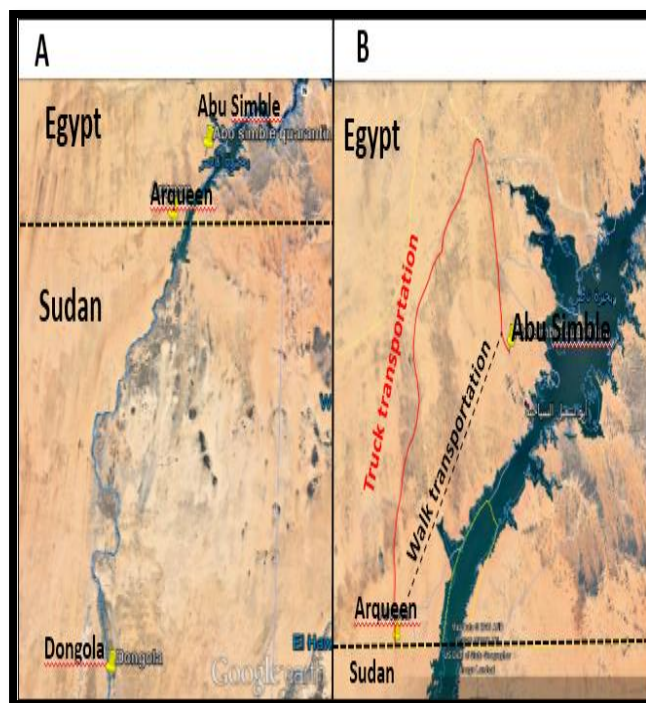 A
Egypt
Abu Simble
Abo simble quarantin
Arqueen
Sudan
Dongola
Dongola
Google earth
B
Egypt
Truck transportation
Walk transportation
Abu Simble
Arqueen
Sudan